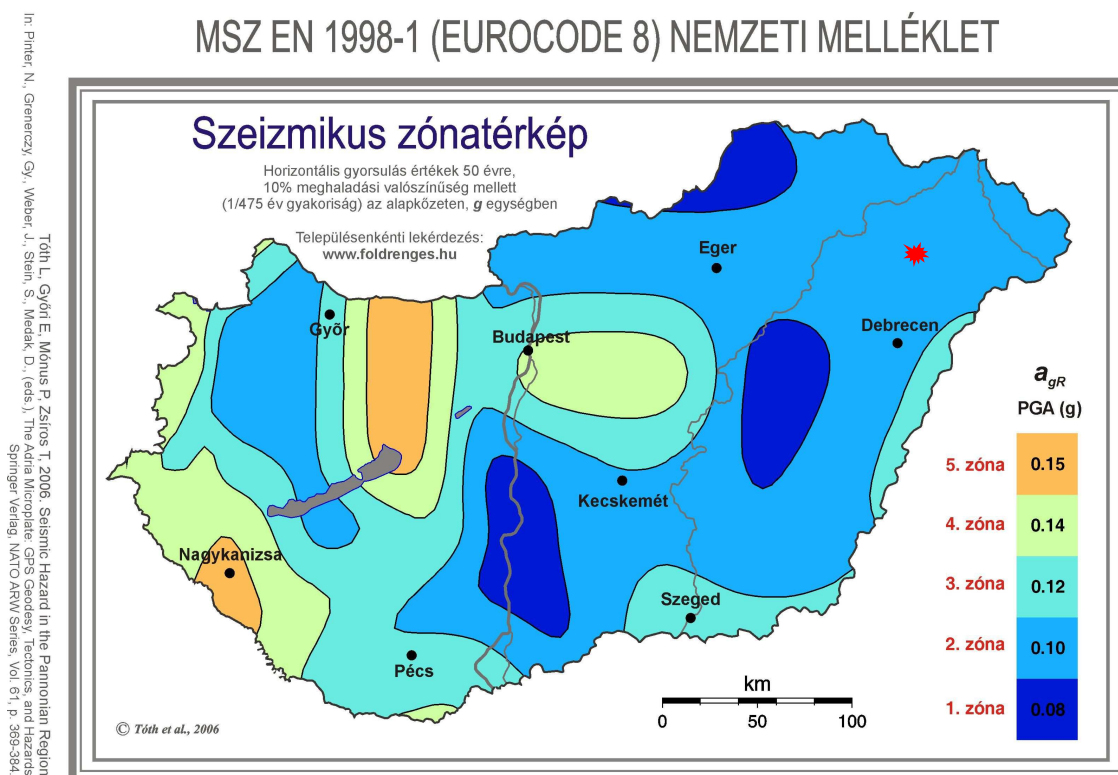 MSZ EN 1998-1 (EUROCODE 8) NEMZETI MELLÉKLET
Szeizmikus zónatérkép
Horizontális gyorsulás értékek 50 évre,
10% meghaladási valószínűség mellett
(1/475 év gyakoriság) az alapkőzeten, g egységben
Településenkénti lekérdezés:
www.foldrenges.hu
Eger
Győr
Budapest
Debrecen
Kecskemét
Nagykanizsa
Szeged
Pécs
agR
PGA (g)
5. zóna 0.15
4. zóna 0.14
3. zóna 0.12
2. zóna 0.10
1. zóna 0.08
km
0 50 100
© Tóth et al., 2006
Tóth L, Győri E, Mónus P, Zsíros T, 2006. Seismic Hazard in the Pannonian Region
In: Pinter, N., Grenerczy, Gy., Weber, J., Stein, S., Medak, D., (eds.), The Adria Microplate: GPS Geodesy, Tectonics, and Hazards
Springer Verlag, NATO ARW Series, Vol. 61, p. 369-384.